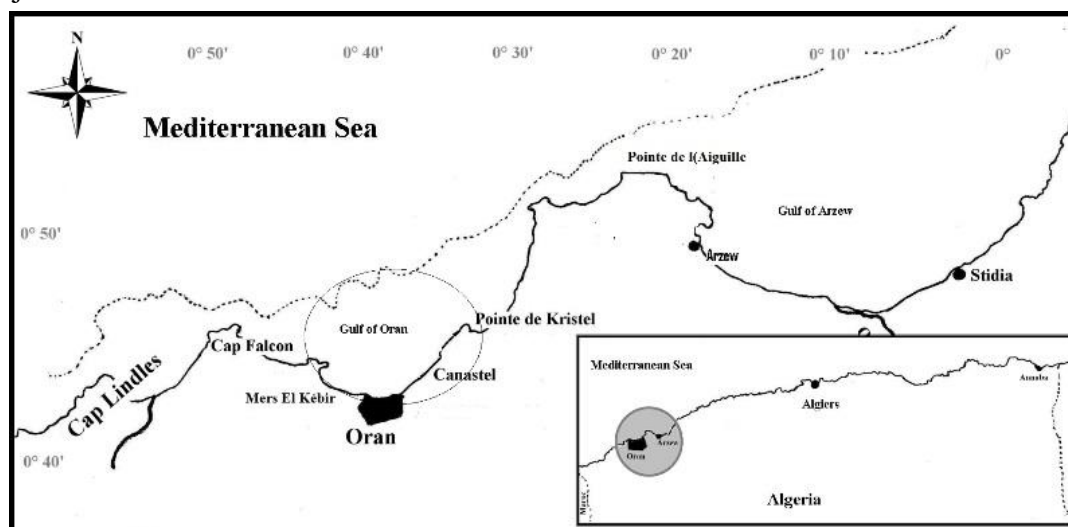 N
0° 50'
0° 40'
0° 30'
0° 20'
0° 10'
0°
Mediterranean Sea
Pointe de l(Aiguille
Gulf of Arzew
0° 50'
Arzew
Stidia
Gulf of Oran
Pointe de Kristel
Cap Falcon
Canastel
Cap Lindles
Mers El Kébir
Oran
0° 40'
Mediterranean Sea
Annaba
Algiers
Arzew
Oran
Maroc
Algeria